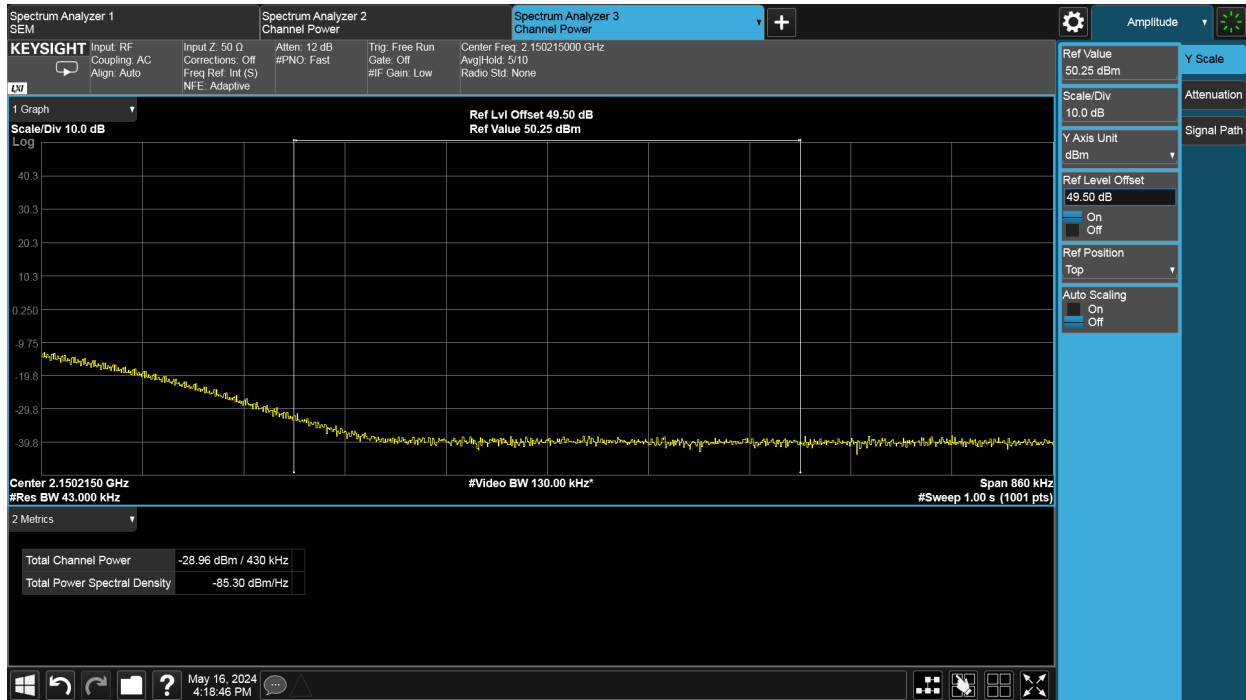 Spectrum Analyzer 1
SEM
Spectrum Analyzer 2
Channel Power
Spectrum Analyzer 3
Channel Power
Amplitude
KEYSIGHT
LXI
Input: RF
Coupling: AC
Align: Auto
Input Z: 50 Ω
Corrections: Off
Freq Ref: Int (S)
NFE: Adaptive
Atten: 12 dB
#PNO: Fast
Trig: Free Run
Gate: Off
#IF Gain: Low
Center Freq: 2.150215000 GHz
Avg|Hold: 5/10
Radio Std: None
1 Graph
Scale/Div 10.0 dB
Ref Lvl Offset 49.50 dB
Ref Value 50.25 dBm
Log
40.3
30.3
20.3
10.3
0.250
-9.75
-19.8
-29.8
-39.8
Center 2.1502150 GHz
#Res BW 43.000 kHz
#Video BW 130.00 kHz*
Span 860 kHz
#Sweep 1.00 s (1001 pts)
2 Metrics
Total Channel Power -28.96 dBm / 430 kHz
Total Power Spectral Density -85.30 dBm/Hz
Ref Value
50.25 dBm
Scale/Div
10.0 dB
Y Axis Unit
dBm
Ref Level Offset
49.50 dB
On
Off
Ref Position
Top
Auto Scaling
On
Off
Y Scale
Attenuation
Signal Path
?
May 16, 2024
4:18:46 PM